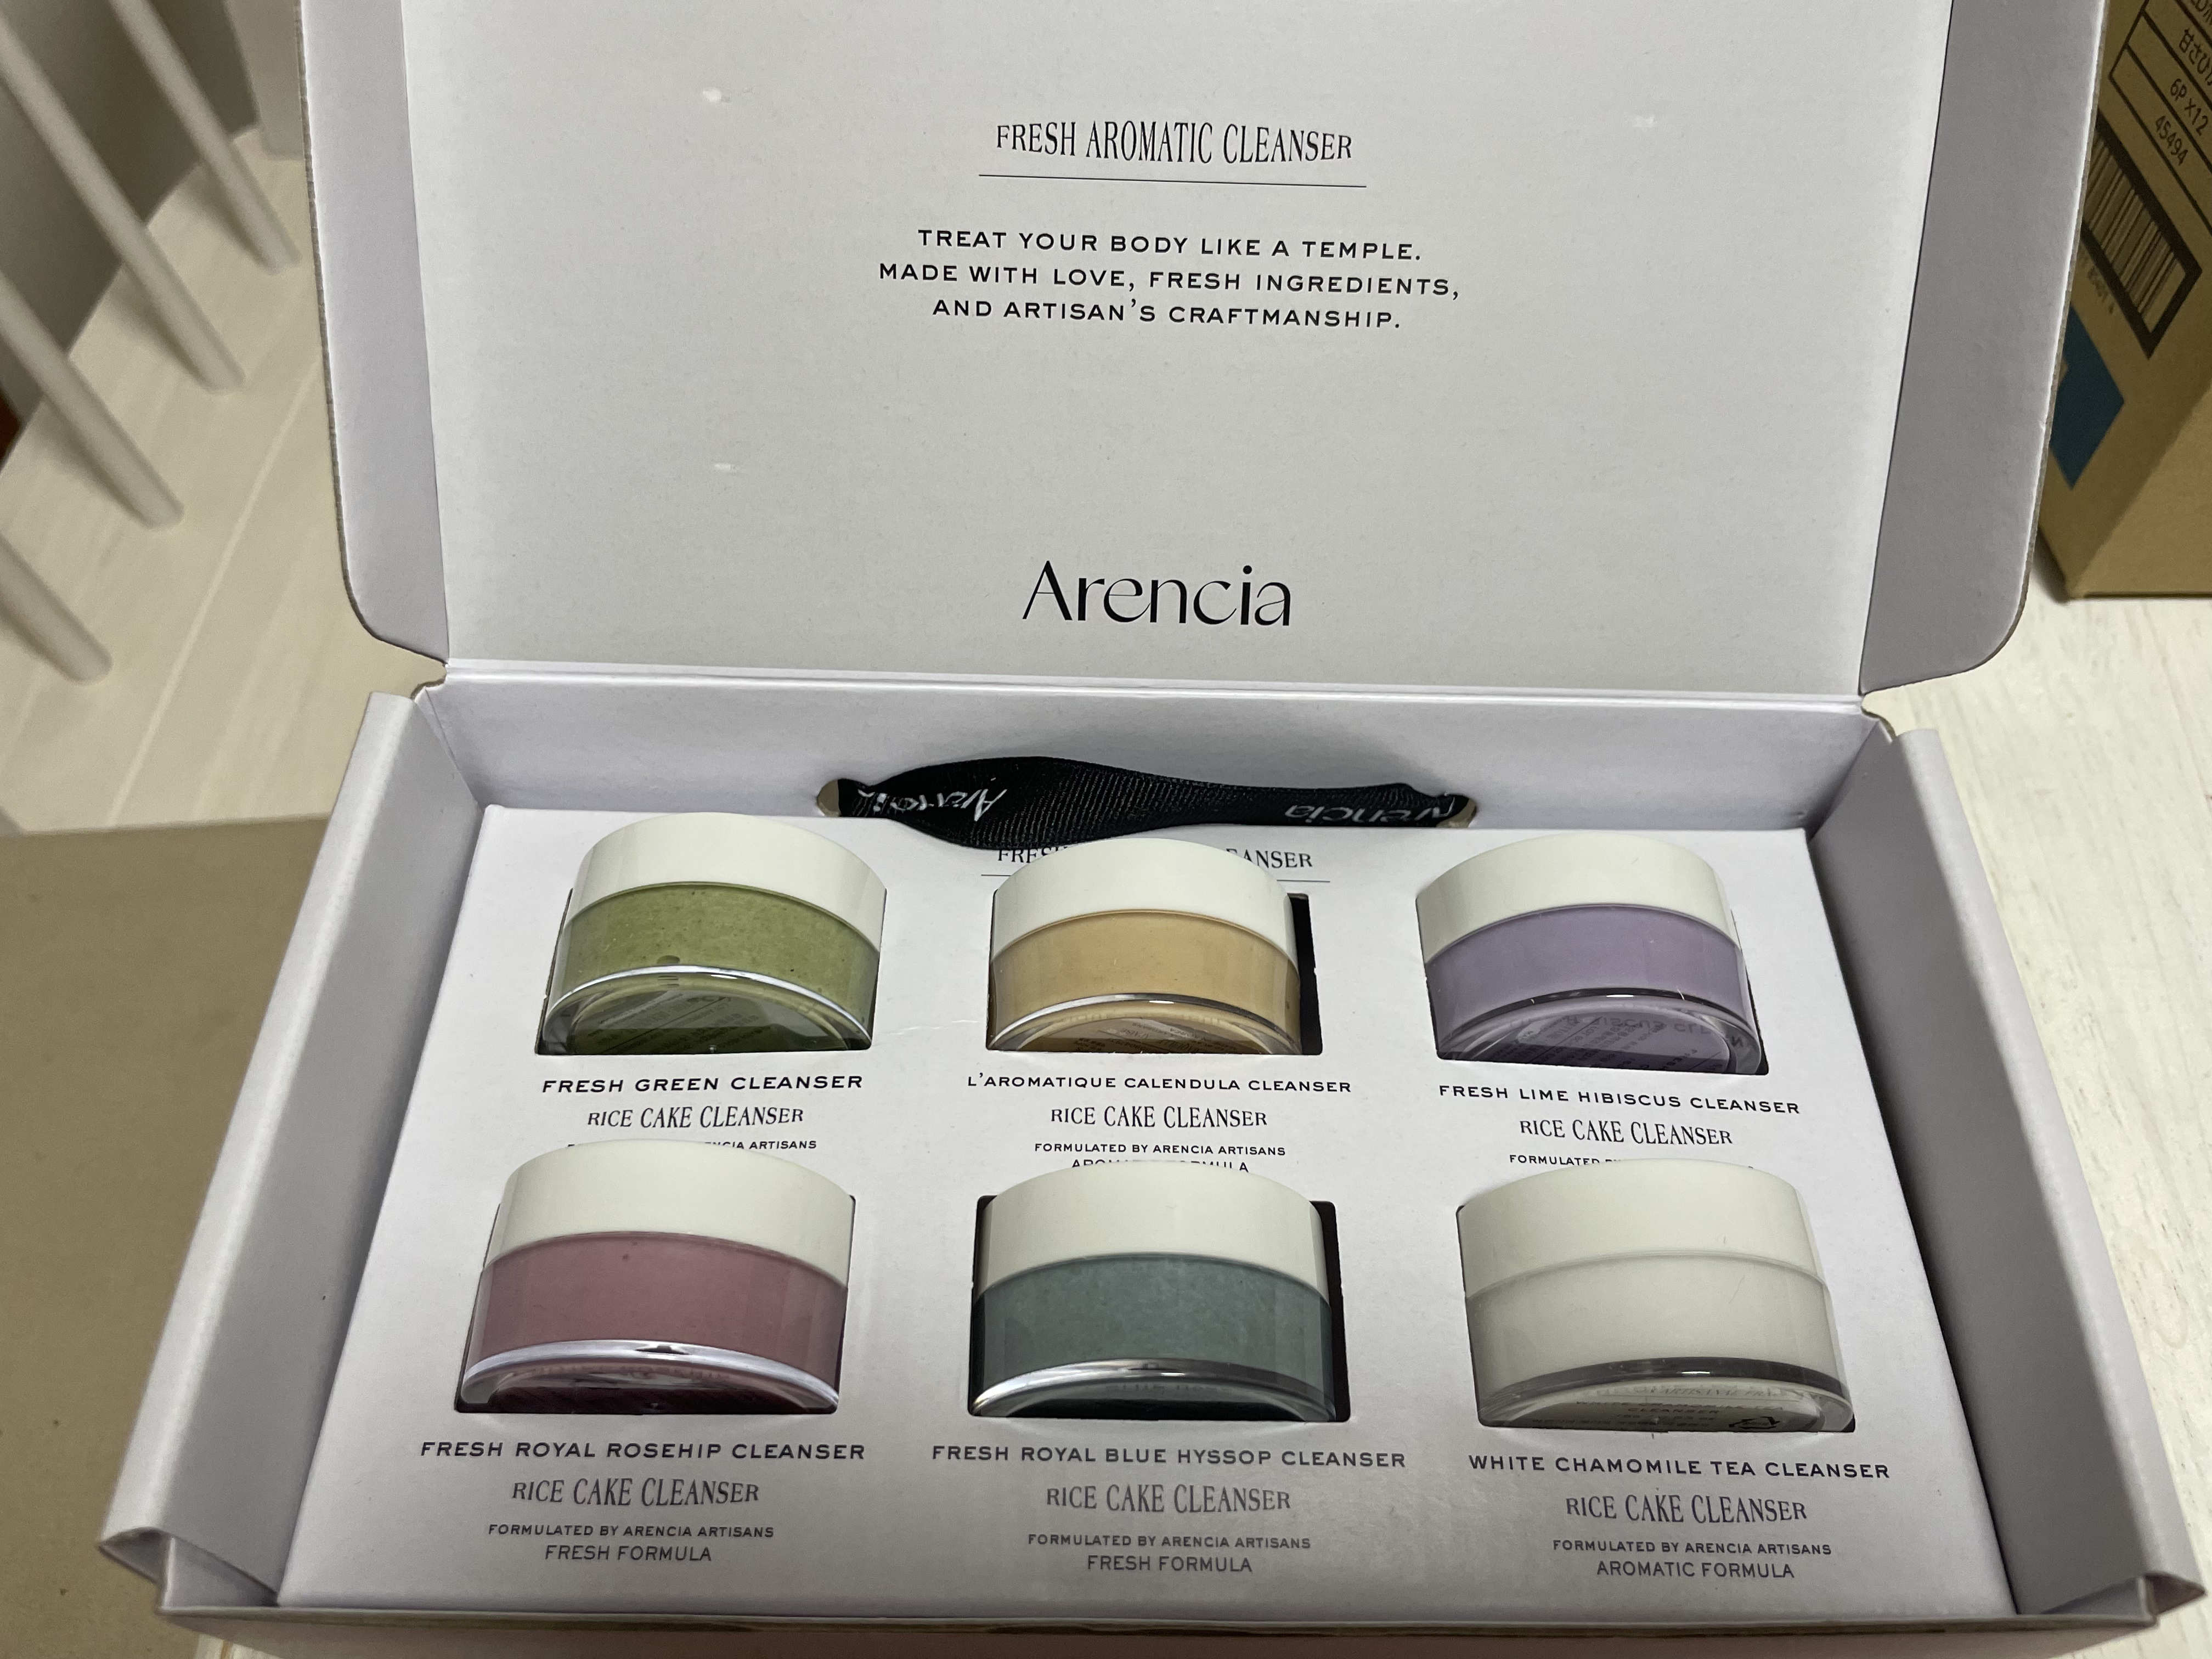 FRESH AROMATIC CLEANSER
TREAT YOUR BODY LIKE A TEMPLE.
MADE WITH LOVE, FRESH INGREDIENTS,
AND ARTISAN'S CRAFTMANSHIP.
Arencia
6P×12
45494
Arencia
CLEANSER
FRESH GREEN CLEANSER
RICE CAKE CLEANSER
ARTISANS
L'AROMATIQUE CALENDULA CLEANSER
RICE CAKE CLEANSER
FORMULATED BY ARENCIA ARTISANS
FRESH LIME HIBISCUS CLEANSER
RICE CAKE CLEANSER
FORMULATED
FRESH ROYAL ROSEHIP CLEANSER
RICE CAKE CLEANSER
FORMULATED BY ARENCIA ARTISANS
FRESH FORMULA
FRESH ROYAL BLUE HYSSOP CLEANSER
RICE CAKE CLEANSER
FORMULATED BY ARENCIA ARTISANS
FRESH FORMULA
WHITE CHAMOMILE TEA CLEANSER
RICE CAKE CLEANSER
FORMULATED BY ARENCIA ARTISANS
AROMATIC FORMULA